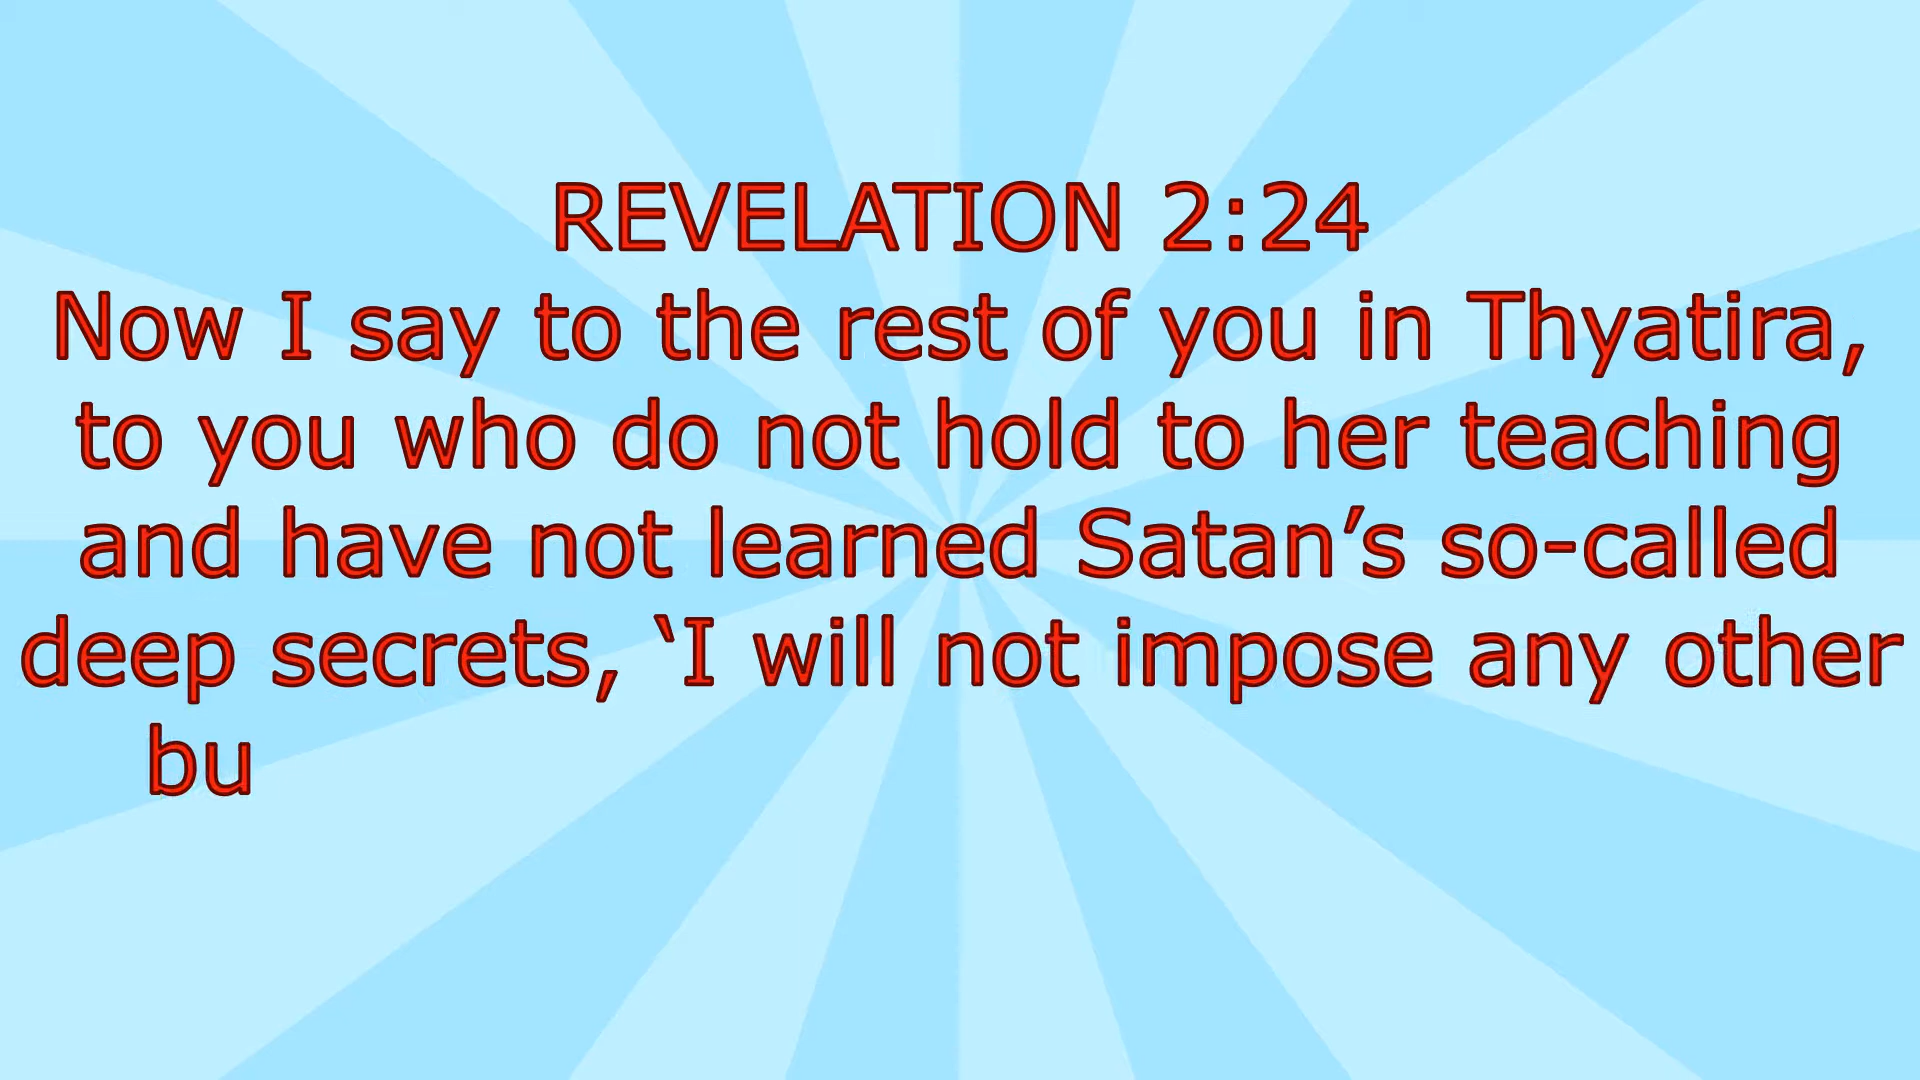 REVELATION 2:24
Now I say to the rest of you in Thyatira,
to you who do not hold to her teaching
and have not learned Satan’s so-called
deep secrets, ‘I will not impose any other
bu